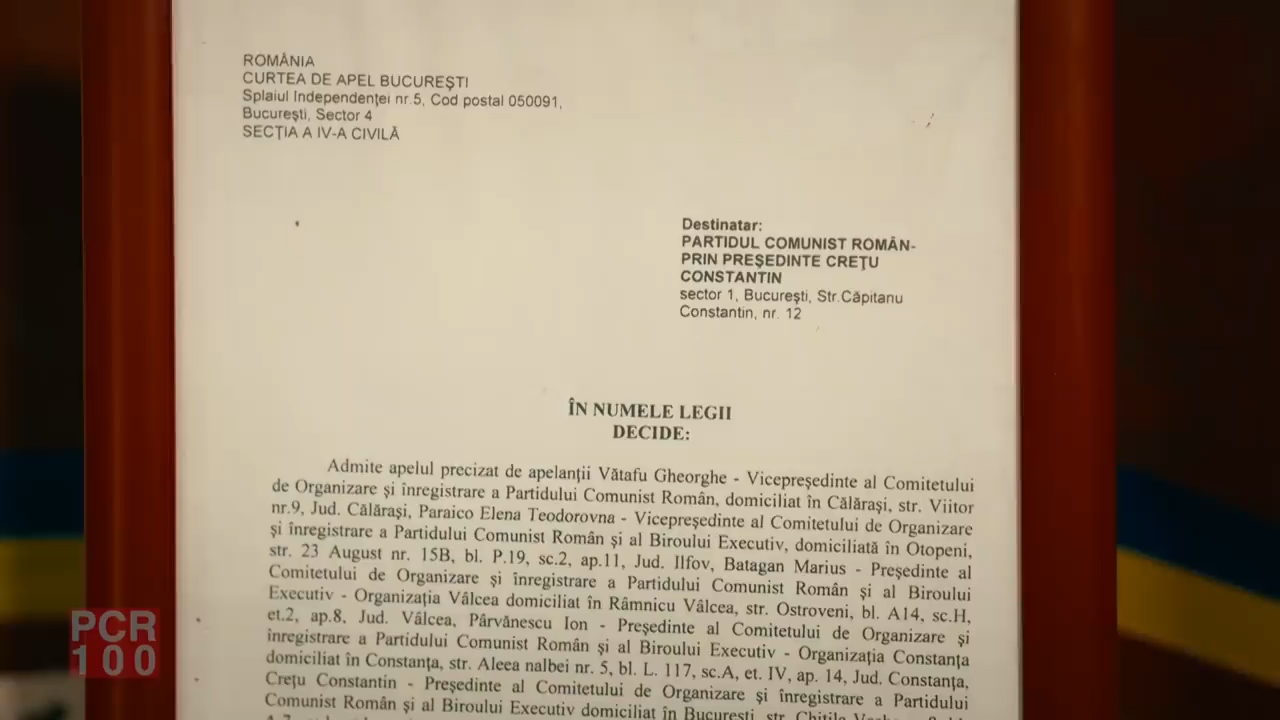 ROMÂNIA
CURTEA DE APEL BUCUREŞTI
Splaiul Independenţei nr.5, Cod postal 050091,
Bucureşti, Sector 4
SECŢIA A IV-A CIVILĂ
Destinatar:
PARTIDUL COMUNIST ROMÂN-
PRIN PREŞEDINTE CREŢU
CONSTANTIN
sector 1, Bucureşti, Str.Căpitanu
Constantin, nr. 12
ÎN NUMELE LEGII
DECIDE:
Admite apelul precizat de apelanţii Vătafu Gheorghe - Vicepreşedinte al Comitetului
de Organizare şi înregistrare a Partidului Comunist Român, domiciliat în Călăraşi, str. Viitor
nr.9, Jud. Călăraşi, Paraico Elena Teodorovna - Vicepreşedinte al Comitetului de Organizare
şi înregistrare a Partidului Comunist Român şi al Biroului Executiv, domiciliată în Otopeni,
str. 23 August nr. 15B, bl. P.19, sc.2, ap.11, Jud. Ilfov, Batagan Marius - Preşedinte al
Comitetului de Organizare şi înregistrare a Partidului Comunist Român şi al Biroului
Executiv - Organizaţia Vâlcea domiciliat în Râmnicu Vâlcea, str. Ostroveni, bl. A14, sc.H,
et.2, ap.8, Jud. Vâlcea, Pârvănescu Ion - Preşedinte al Comitetului de Organizare şi
înregistrare a Partidului Comunist Român şi al Biroului Executiv - Organizaţia Constanţa
domiciliat în Constanţa, str. Aleea nalbei nr. 5, bl. L. 117, sc.A, et. IV, ap. 14, Jud. Constanţa,
Creţu Constantin - Preşedinte al Comitetului de Organizare şi înregistrare a Partidului
Comunist Român şi al Biroului Executiv domiciliat în Bucureşti, str.
PCR
100